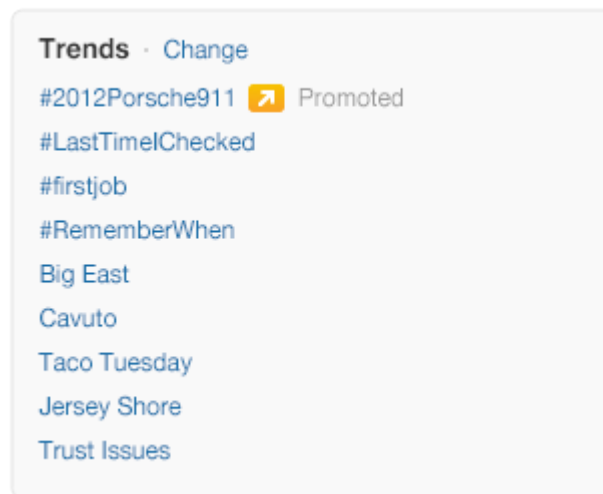 Trends · Change
#2012Porsche911 Promoted
#LastTimeIChecked
#firstjob
#RememberWhen
Big East
Cavuto
Taco Tuesday
Jersey Shore
Trust Issues